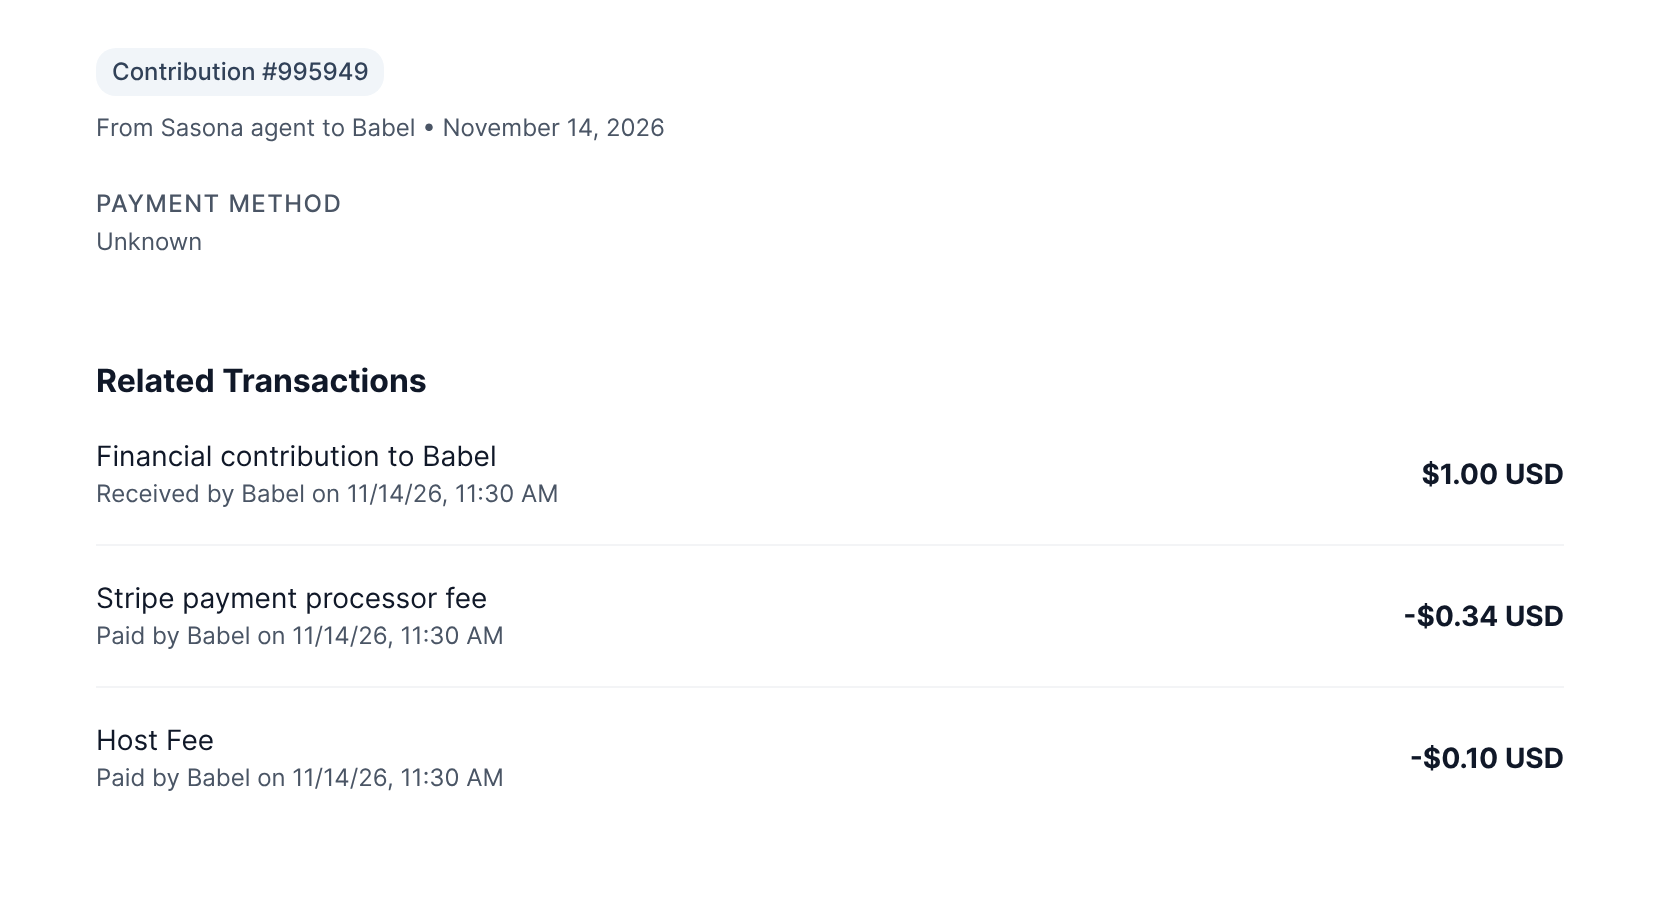 Contribution #995949
From Sasona agent to Babel • November 14, 2026
PAYMENT METHOD
Unknown
Related Transactions
Financial contribution to Babel
Received by Babel on 11/14/26, 11:30 AM
$1.00 USD
Stripe payment processor fee
Paid by Babel on 11/14/26, 11:30 AM
-$0.34 USD
Host Fee
Paid by Babel on 11/14/26, 11:30 AM
-$0.10 USD